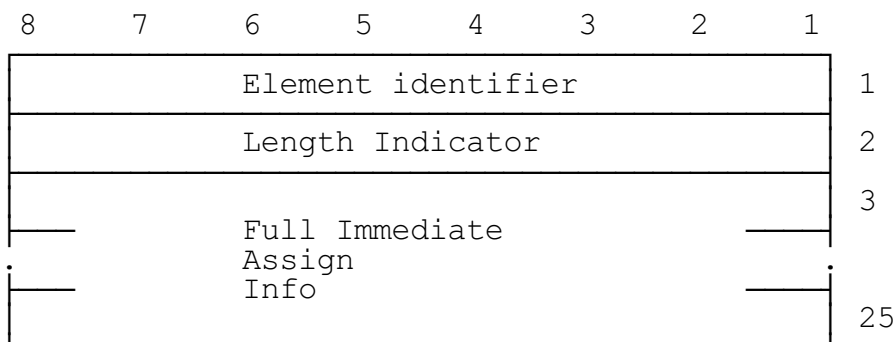 8 7 6 5 4 3 2 1
Element identifier 1
Length Indicator 2
3
Full Immediate
. Assign .
Info
25